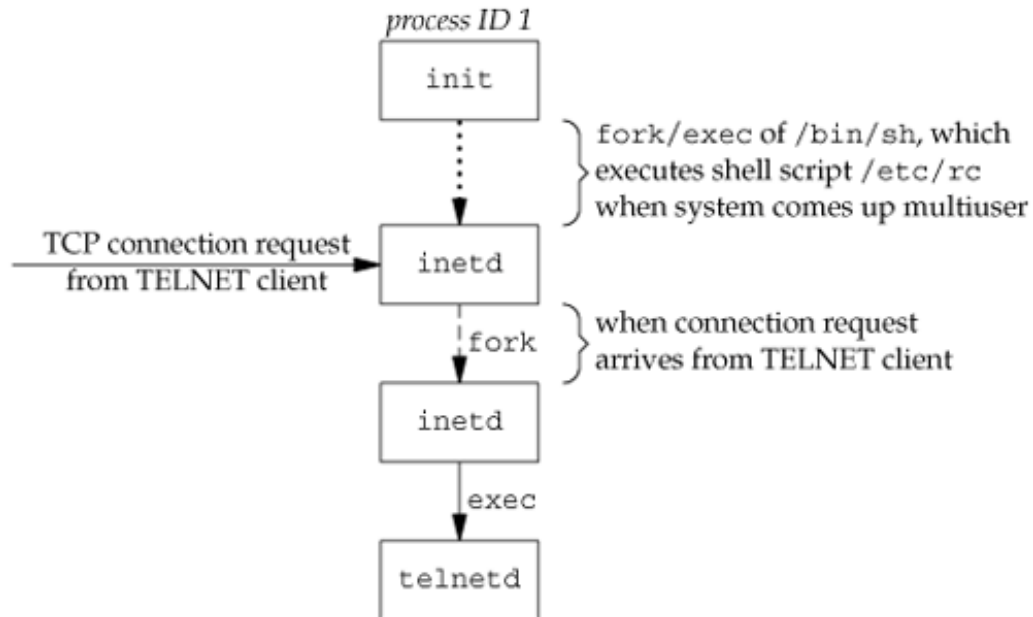 process ID 1
init
fork/exec of /bin/sh, which
executes shell script /etc/rc
when system comes up multiuser
TCP connection request
from TELNET client
inetd
fork
when connection request
arrives from TELNET client
inetd
exec
telnetd